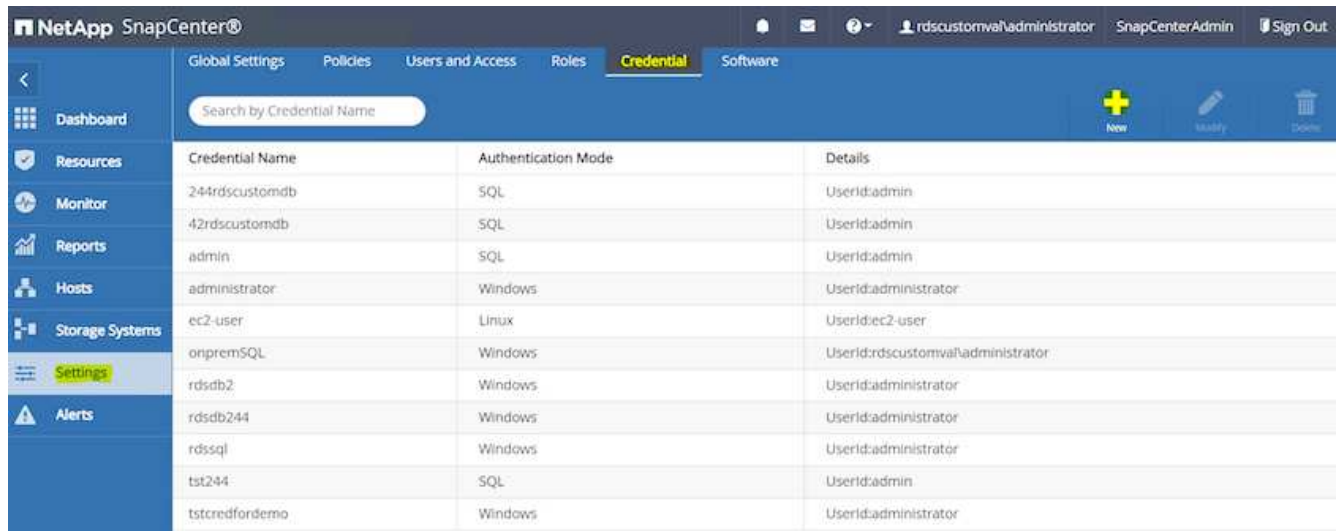 NetApp SnapCenter® rdscustomval\administrator SnapCenterAdmin Sign Out
Global Settings Policies Users and Access Roles Credential Software
Search by Credential Name
New Modify Delete
Dashboard
Resources
Monitor
Reports
Hosts
Storage Systems
Settings
Alerts
Credential Name Authentication Mode Details
244rdscustomdb SQL UserId:admin
42rdscustomdb SQL UserId:admin
admin SQL UserId:admin
administrator Windows UserId:administrator
ec2-user Linux UserId:ec2-user
onpremSQL Windows UserId:rdscustomval\administrator
rdsdb2 Windows UserId:administrator
rdsdb244 Windows UserId:administrator
rdssql Windows UserId:administrator
tst244 SQL UserId:admin
tstcredfordemo Windows UserId:administrator